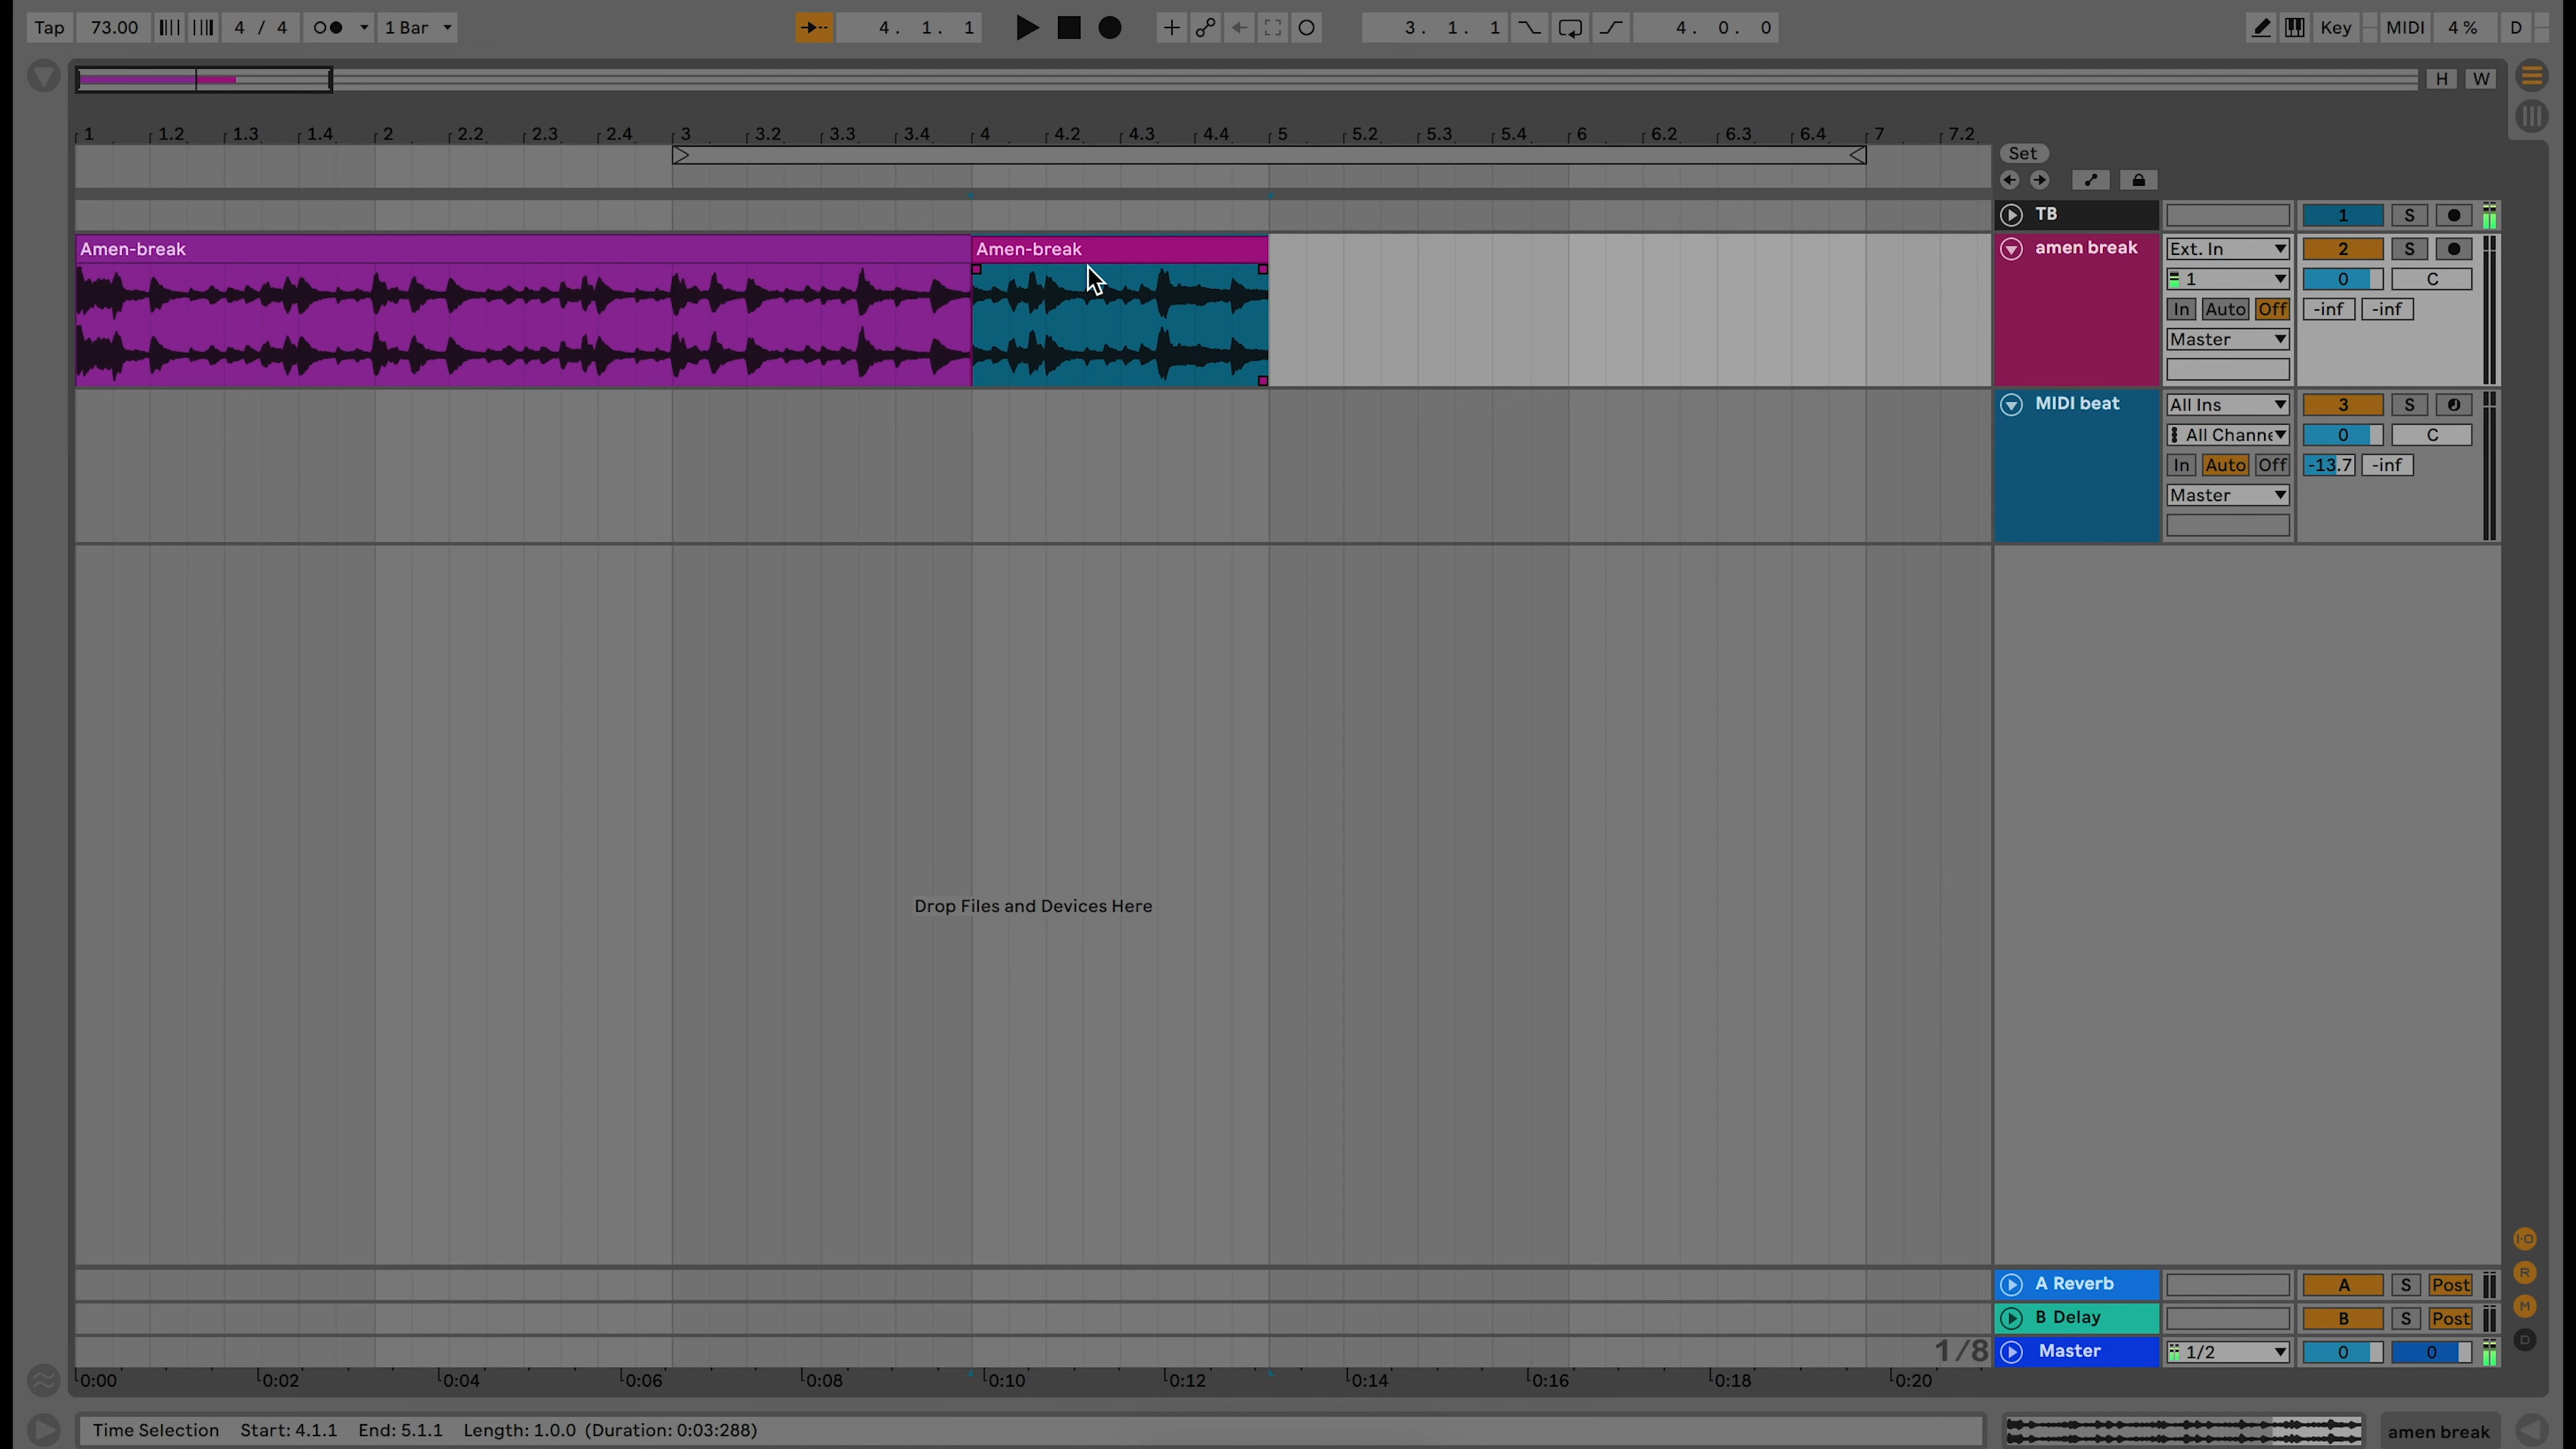 Tap 73.00 4 / 4 1 Bar 4. 1. 1 3. 1. 1 4. 0. 0 Key MIDI 4 % D
H W
1 1.2 1.3 1.4 2 2.2 2.3 2.4 3 3.2 3.3 3.4 4 4.2 4.3 4.4 5 5.2 5.3 5.4 6 6.2 6.3 6.4 7 7.2
Set
TB 1 S
Amen-break Amen-break amen break Ext. In 2 S
1 0 C
In Auto Off -inf -inf
Master
MIDI beat All Ins 3 S
All Channe 0 C
In Auto Off -13.7 -inf
Master
Drop Files and Devices Here
I·O
R
A Reverb A S Post
M
B Delay B S Post
D
1/8 Master 1/2 0 0
0:00 0:02 0:04 0:06 0:08 0:10 0:12 0:14 0:16 0:18 0:20
Time Selection Start: 4.1.1 End: 5.1.1 Length: 1.0.0 (Duration: 0:03:288) amen break